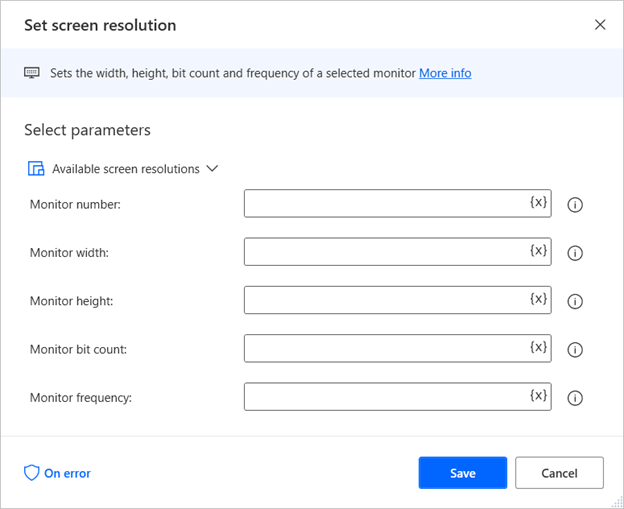 Set screen resolution
Sets the width, height, bit count and frequency of a selected monitor More info
Select parameters
Available screen resolutions
Monitor number: {x}
Monitor width: {x}
Monitor height: {x}
Monitor bit count: {x}
Monitor frequency: {x}
On error Save Cancel